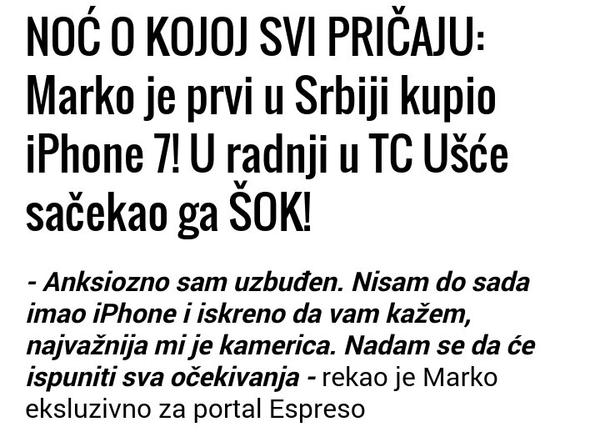 NOĆ O KOJOJ SVI PRIČAJU:
Marko je prvi u Srbiji kupio
iPhone 7! U radnji u TC Ušće
sačekao ga ŠOK!
- Anksiozno sam uzbuđen. Nisam do sada
imao iPhone i iskreno da vam kažem,
najvažnija mi je kamerica. Nadam se da će
ispuniti sva očekivanja - rekao je Marko
eksluzivno za portal Espreso